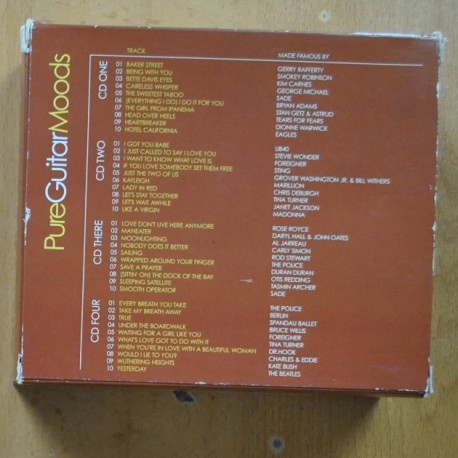 PureGuitarMoods
TRACK MADE FAMOUS BY
CD ONE
01 BAKER STREET GERRY RAFFERTY
02 BEING WITH YOU SMOKEY ROBINSON
03 BETTE DAVIS EYES KIM CARNES
04 CARELESS WHISPER GEORGE MICHAEL
05 THE SWEETEST TABOO SADE
06 (EVERYTHING I DO) I DO IT FOR YOU BRYAN ADAMS
07 THE GIRL FROM IPANEMA STAN GETZ & ASTRUD
08 HEAD OVER HEELS TEARS FOR FEARS
09 HEARTBREAKER DIONNE WARWICK
10 HOTEL CALIFORNIA EAGLES
CD TWO
01 I GOT YOU BABE UB40
02 I JUST CALLED TO SAY I LOVE YOU STEVIE WONDER
03 I WANT TO KNOW WHAT LOVE IS FOREIGNER
04 IF YOU LOVE SOMEBODY SET THEM FREE STING
05 JUST THE TWO OF US GROVER WASHINGTON JR. & BILL WITHERS
06 KAYLEIGH MARILLION
07 LADY IN RED CHRIS DEBURGH
08 LET'S STAY TOGETHER TINA TURNER
09 LET'S WAIT AWHILE JANET JACKSON
10 LIKE A VIRGIN MADONNA
CD THERE
01 LOVE DON'T LIVE HERE ANYMORE ROSE ROYCE
02 MANEATER DARYL HALL & JOHN OATES
03 MOONLIGHTING AL JARREAU
04 NOBODY DOES IT BETTER CARLY SIMON
05 SAILING ROD STEWART
06 WRAPPED AROUND YOUR FINGER THE POLICE
07 SAVE A PRAYER DURAN DURAN
08 (SITTIN' ON) THE DOCK OF THE BAY OTIS REDDING
09 SLEEPING SATELLITE TASMIN ARCHER
10 SMOOTH OPERATOR SADE
CD FOUR
01 EVERY BREATH YOU TAKE THE POLICE
02 TAKE MY BREATH AWAY BERLIN
03 TRUE SPANDAU BALLET
04 UNDER THE BOARDWALK BRUCE WILLIS
05 WAITING FOR A GIRL LIKE YOU FOREIGNER
06 WHAT'S LOVE GOT TO DO WITH IT TINA TURNER
07 WHEN YOU'RE IN LOVE WITH A BEAUTIFUL WOMAN DR.HOOK
08 WOULD I LIE TO YOU? CHARLES & EDDIE
09 WUTHERING HEIGHTS KATE BUSH
10 YESTERDAY THE BEATLES